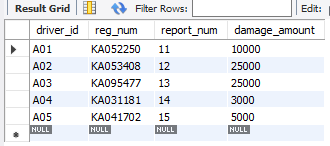 Result Grid Filter Rows: Edit:
driver_id reg_num report_num damage_amount
A01 KA052250 11 10000
A02 KA053408 12 25000
A03 KA095477 13 25000
A04 KA031181 14 3000
A05 KA041702 15 5000
NULL NULL NULL NULL